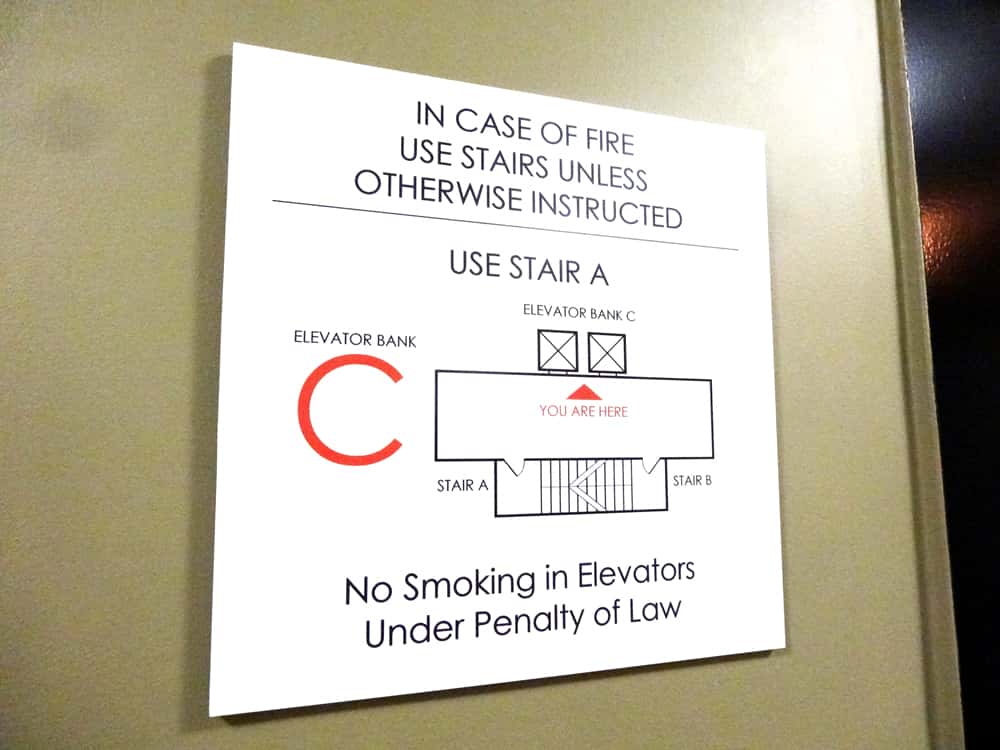 IN CASE OF FIRE
USE STAIRS UNLESS
OTHERWISE INSTRUCTED
USE STAIR A
ELEVATOR BANK C
ELEVATOR BANK
C
YOU ARE HERE
STAIR A
STAIR B
No Smoking in Elevators
Under Penalty of Law